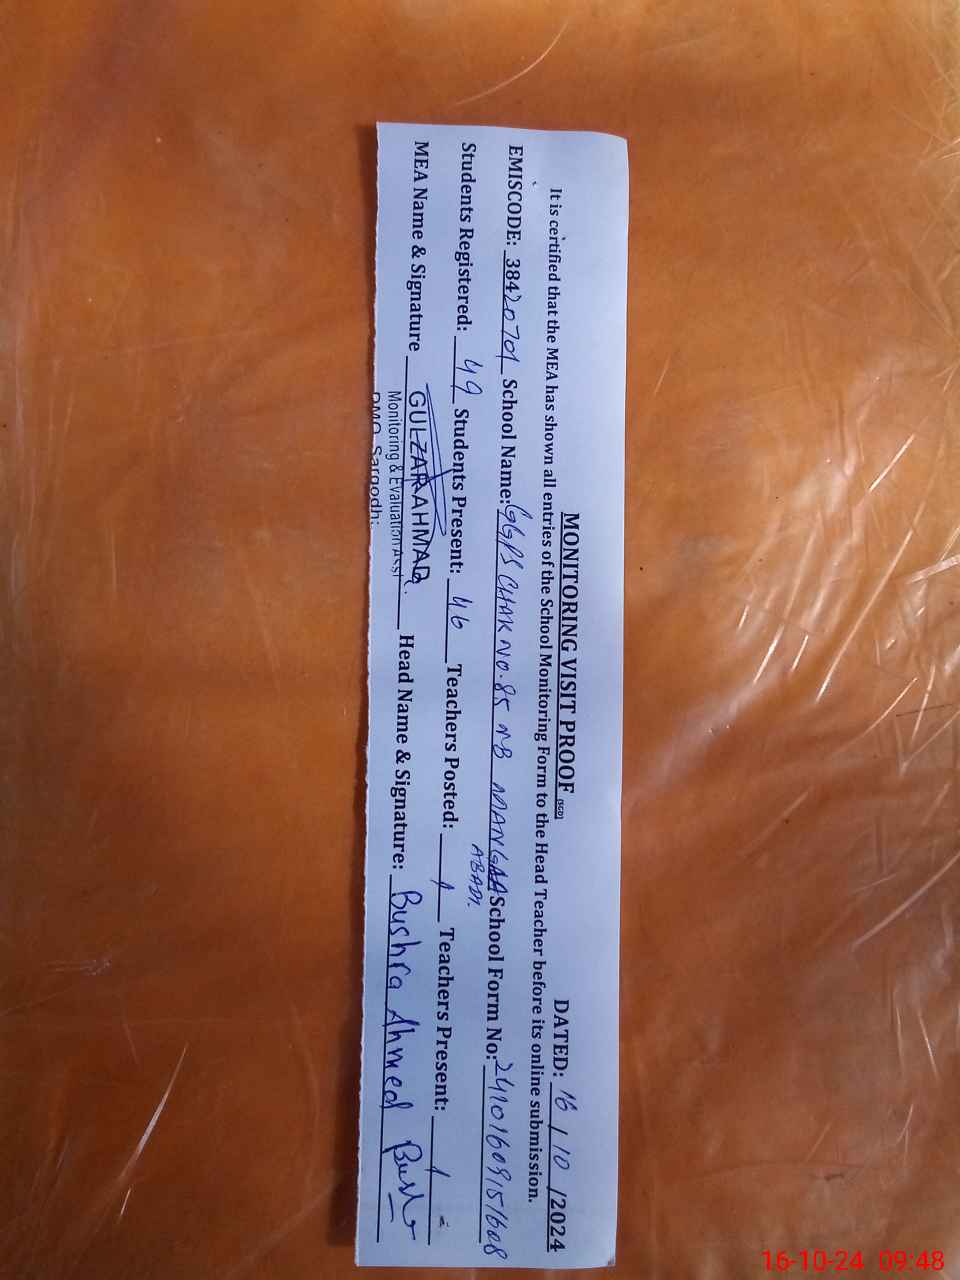 MONITORING VISIT PROOF (SGD) DATED: 16/10/2024
It is certified that the MEA has shown all entries of the School Monitoring Form to the Head Teacher before its online submission.
EMISCODE: 38420701 School Name: GGPS CHAK NO.85 NB School Form No:
ABADI.
Students Registered: 49 Students Present: 46 Teachers Posted: 1 Teachers Present: 1
MEA Name & Signature GULZAR AHMAD Head Name & Signature: Bushra Ahmed
Monitoring & Evaluation Asst
DMO Sargodh
16-10-24 09:48